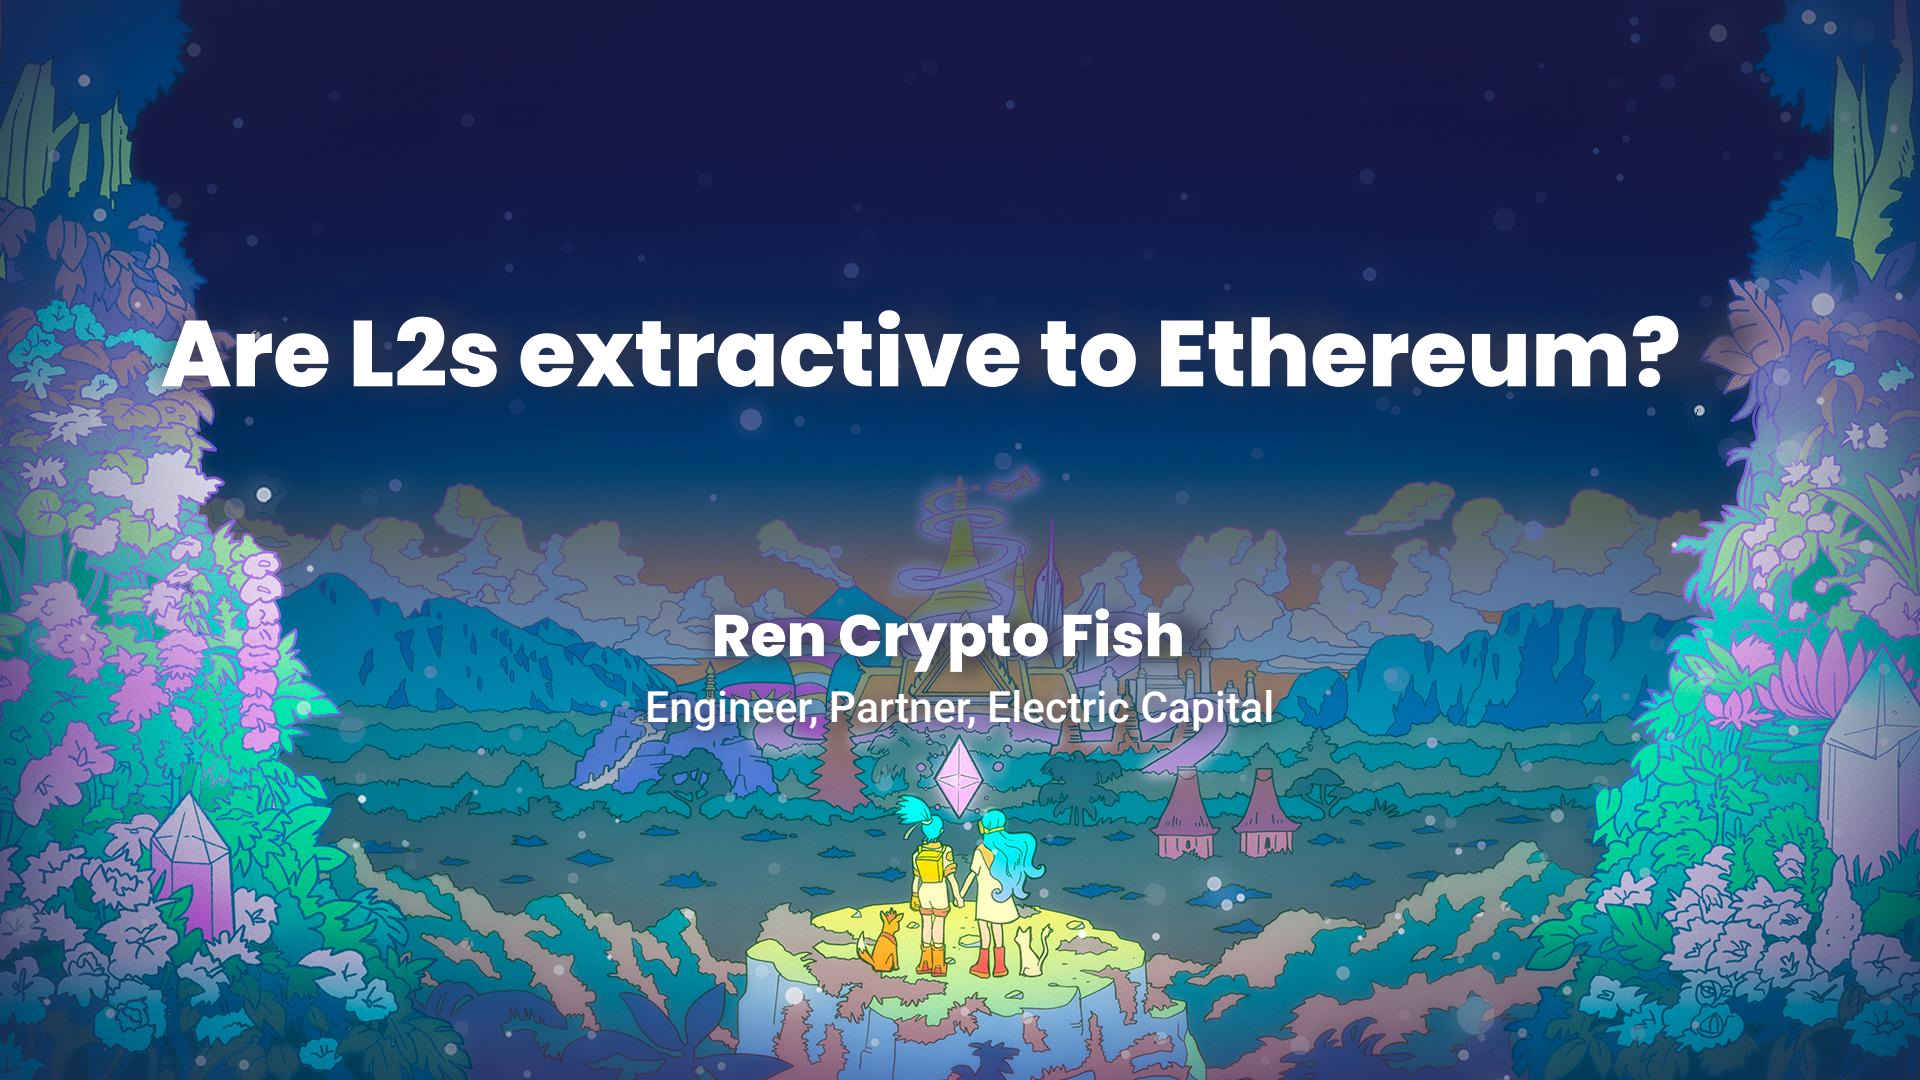 Are L2s extractive to Ethereum?
Ren Crypto Fish
Engineer, Partner, Electric Capital